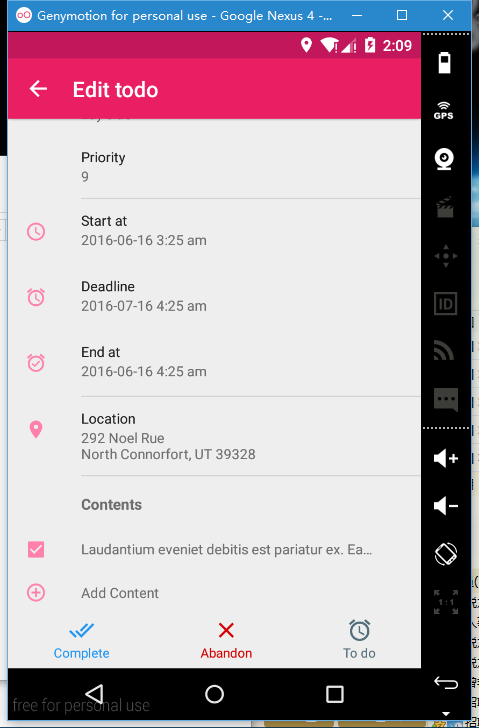 Genymotion for personal use - Google Nexus 4 -...
2:09
Edit todo
Priority
9
Start at
2016-06-16 3:25 am
Deadline
2016-07-16 4:25 am
End at
2016-06-16 4:25 am
Location
292 Noel Rue
North Connorfort, UT 39328
Contents
Laudantium eveniet debitis est pariatur ex. Ea...
Add Content
Complete
Abandon
To do
GPS
ID
1:1
free for personal use